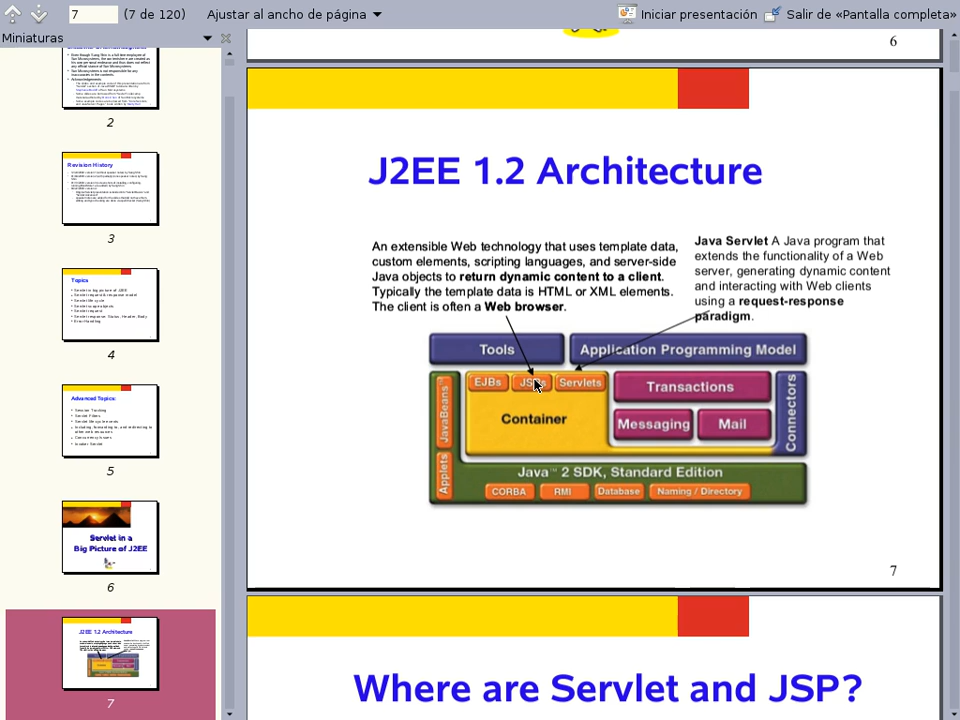 7
(7 de 120)
Ajustar al ancho de página
Iniciar presentación
Salir de «Pantalla completa»
Miniaturas
2
Revision History
3
Topics
4
Advanced Topics:
5
Servlet in a
Big Picture of J2EE
6
J2EE 1.2 Architecture
7
6
J2EE 1.2 Architecture
An extensible Web technology that uses template data,
custom elements, scripting languages, and server-side
Java objects to return dynamic content to a client.
Typically the template data is HTML or XML elements.
The client is often a Web browser.
Java Servlet A Java program that
extends the functionality of a Web
server, generating dynamic content
and interacting with Web clients
using a request-response
paradigm.
Tools
Application Programming Model
JavaBeans™
Applets
EJBs
JSPs
Servlets
Container
Transactions
Messaging
Mail
Connectors
Java™ 2 SDK, Standard Edition
CORBA
RMI
Database
Naming / Directory
7
Where are Servlet and JSP?